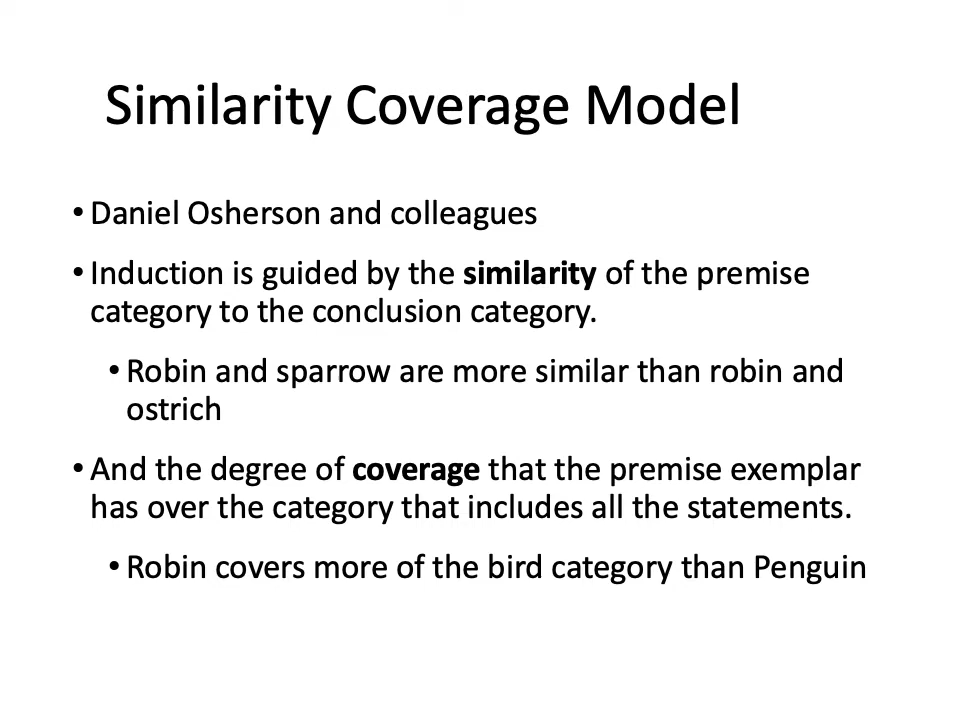 Similarity Coverage Model
• Daniel Osherson and colleagues
• Induction is guided by the similarity of the premise
category to the conclusion category.
• Robin and sparrow are more similar than robin and
ostrich
• And the degree of coverage that the premise exemplar
has over the category that includes all the statements.
• Robin covers more of the bird category than Penguin